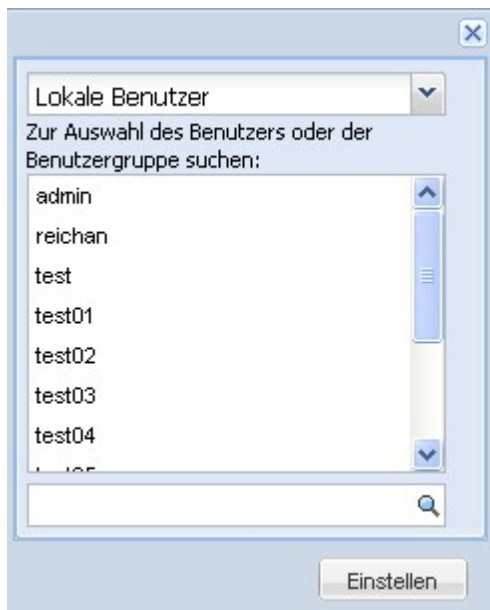 Lokale Benutzer
Zur Auswahl des Benutzers oder der
Benutzergruppe suchen:
admin
reichan
test
test01
test02
test03
test04
Einstellen